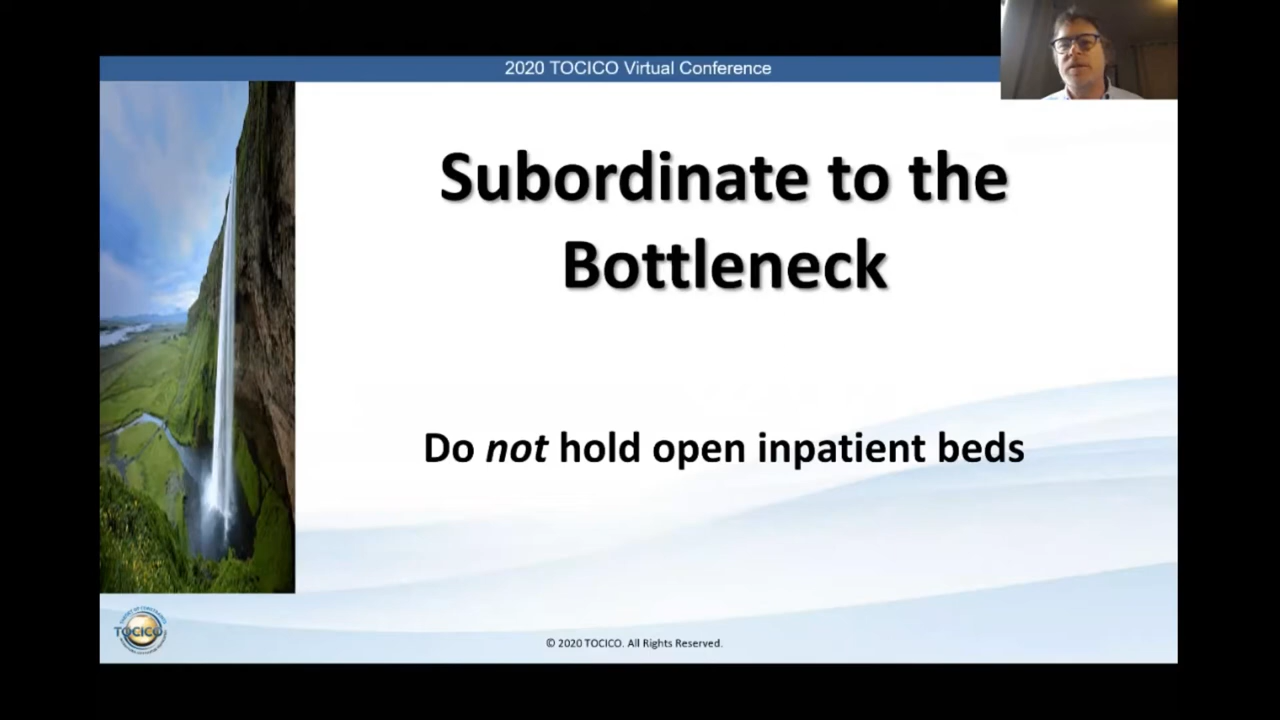 2020 TOCICO Virtual Conference
Subordinate to the
Bottleneck
Do not hold open inpatient beds
TOCICO
© 2020 TOCICO. All Rights Reserved.